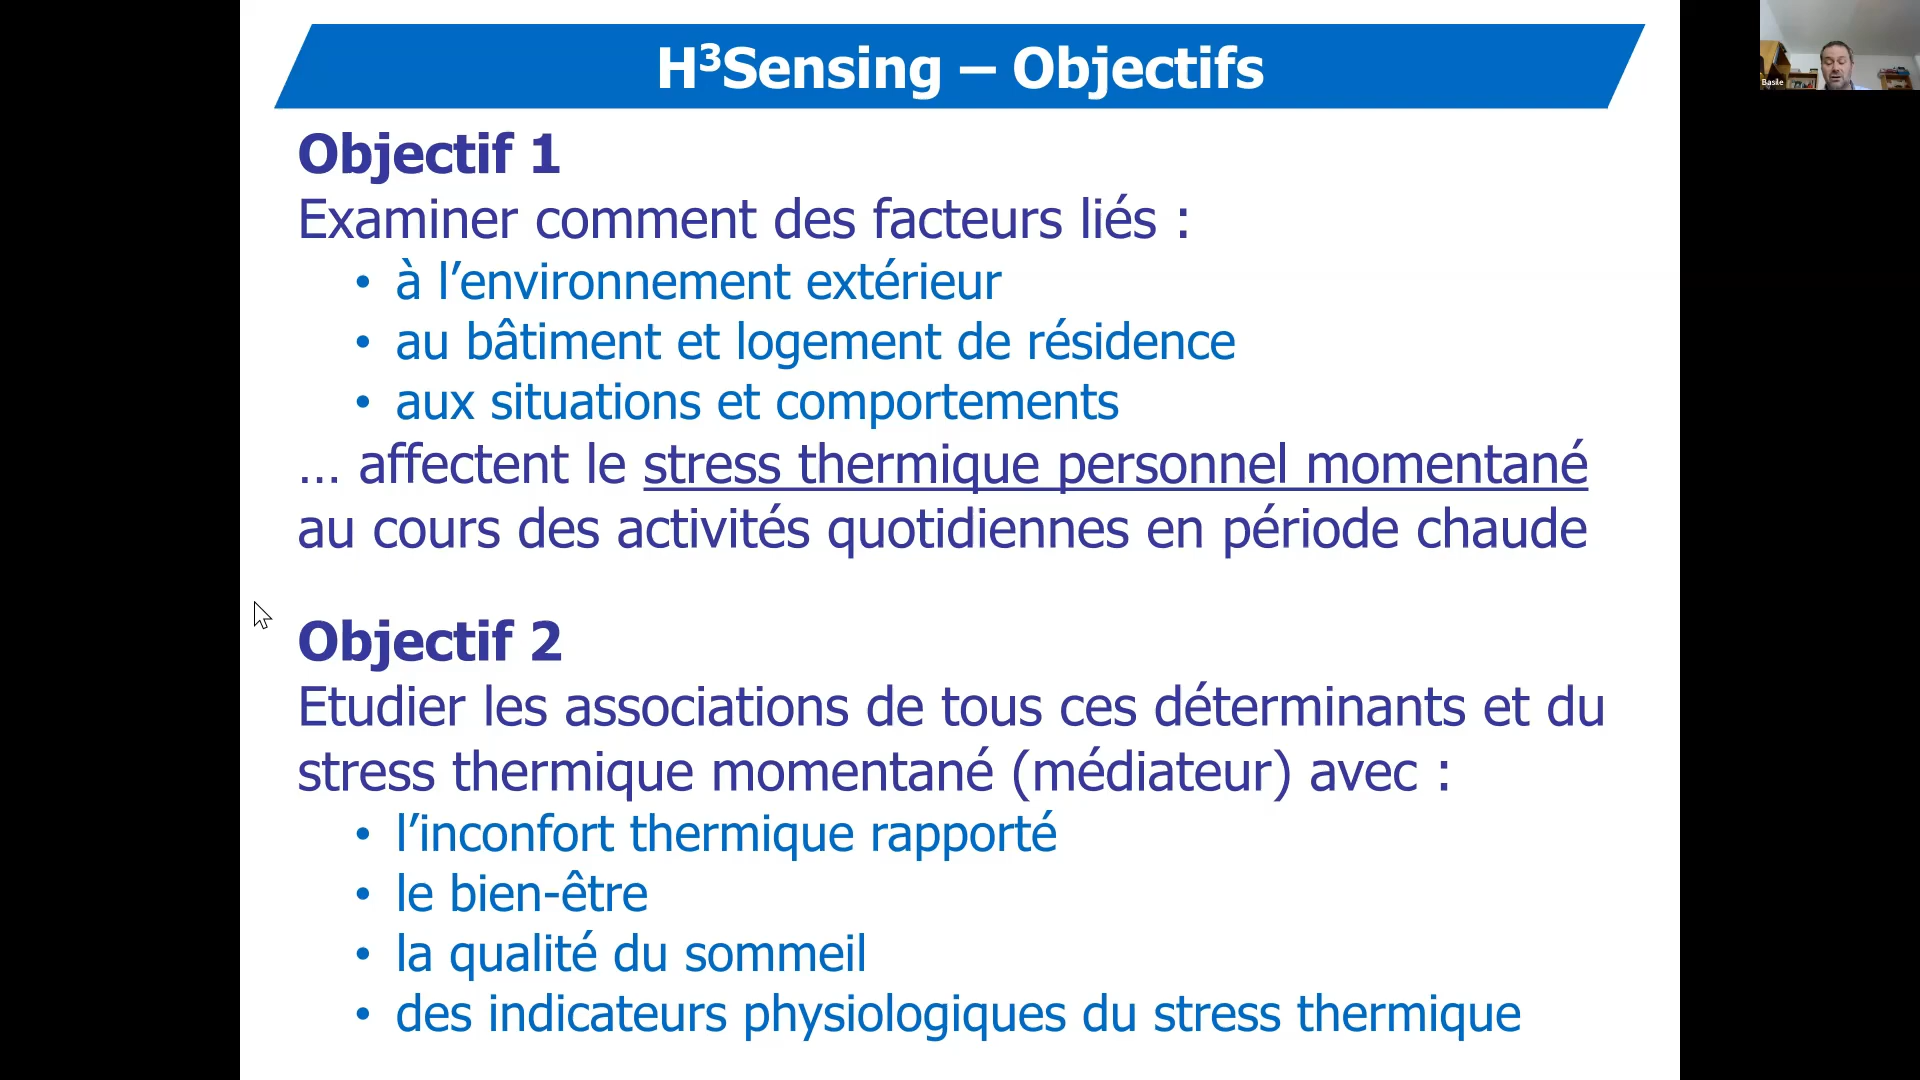 H³Sensing – Objectifs
Basile
Objectif 1
Examiner comment des facteurs liés :
• à l’environnement extérieur
• au bâtiment et logement de résidence
• aux situations et comportements
... affectent le stress thermique personnel momentané
au cours des activités quotidiennes en période chaude
Objectif 2
Etudier les associations de tous ces déterminants et du
stress thermique momentané (médiateur) avec :
• l’inconfort thermique rapporté
• le bien-être
• la qualité du sommeil
• des indicateurs physiologiques du stress thermique